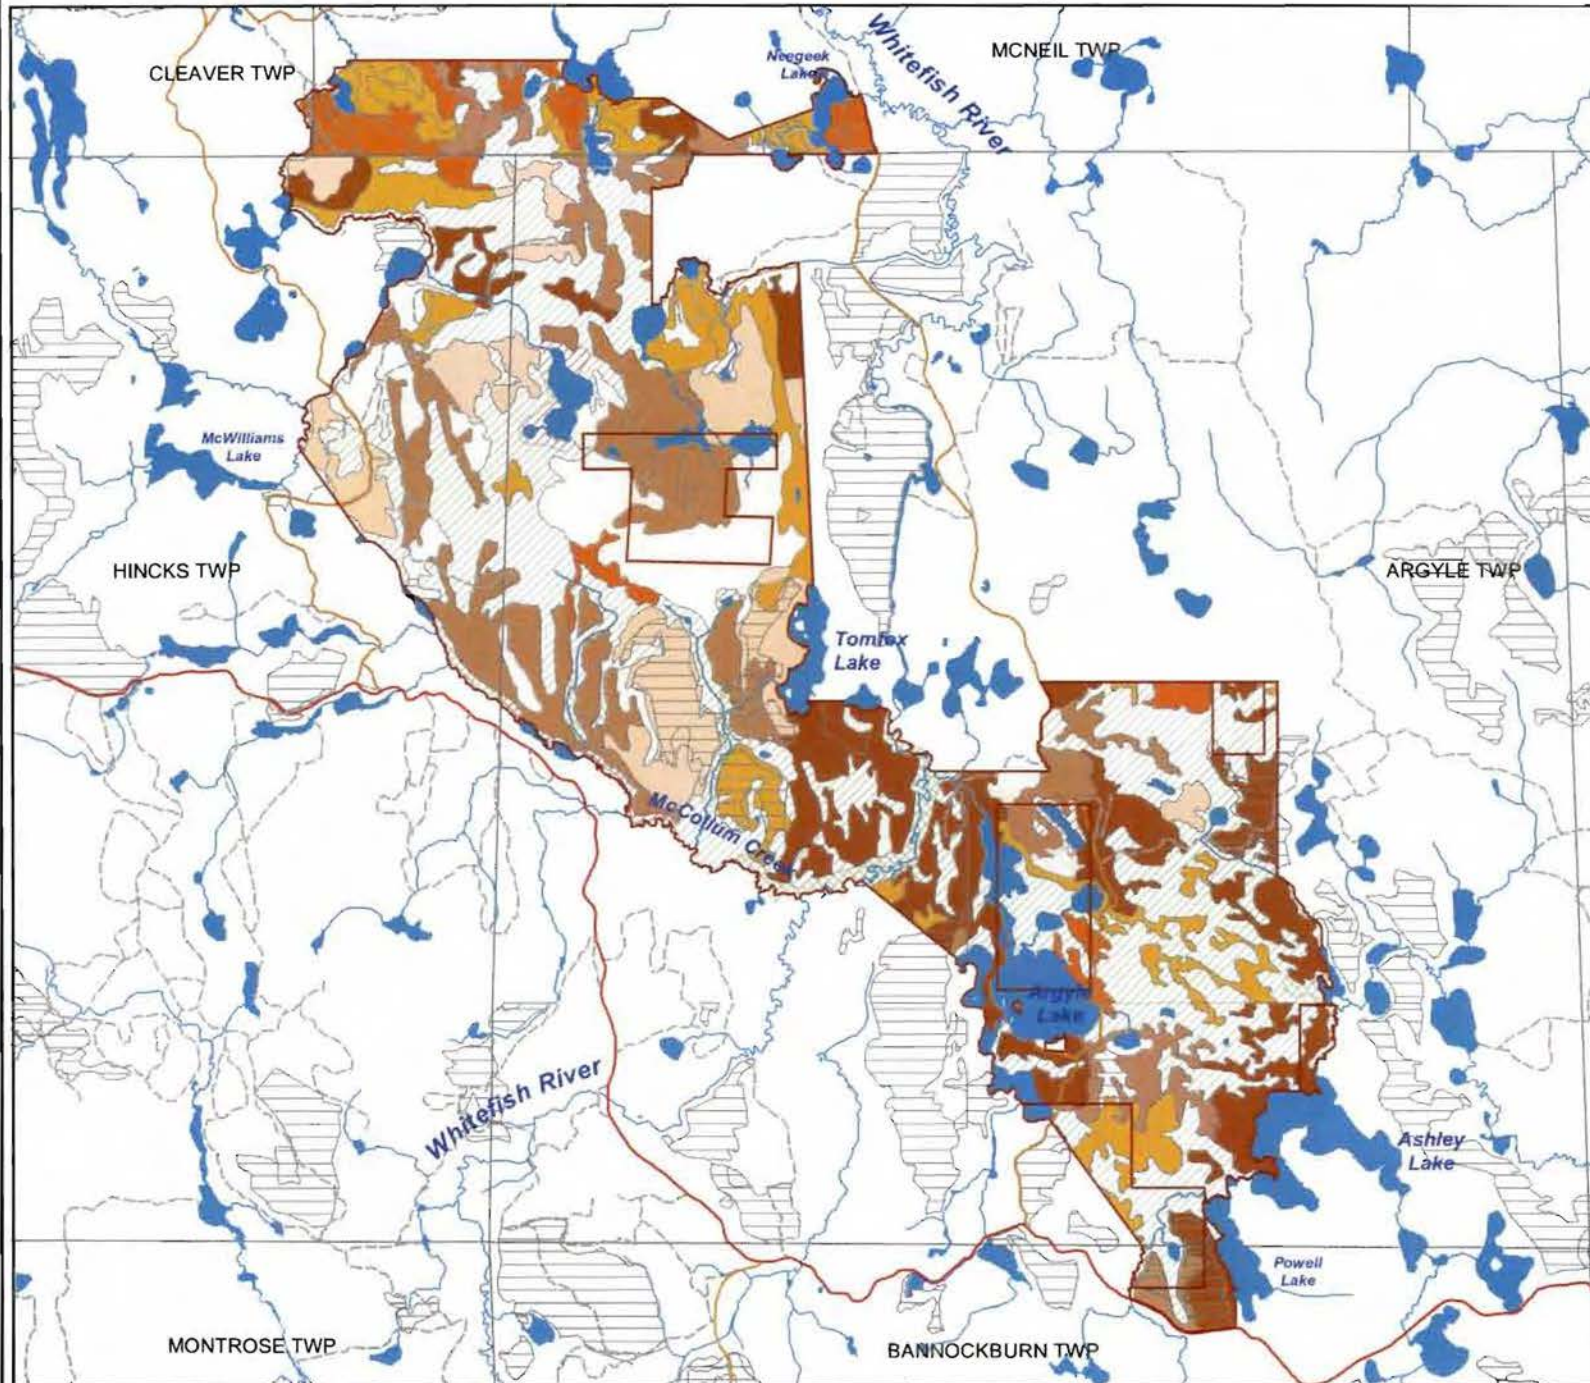 CLEAVER TWP
Neegeek
Lake
Whitefish River
MCNEIL TWP
McWilliams
Lake
HINCKS TWP
ARGYLE TWP
Tomfox
Lake
McCollum Creek
Argyle
Lake
Whitefish River
Ashley
Lake
Powell
Lake
MONTROSE TWP
BANNOCKBURN TWP